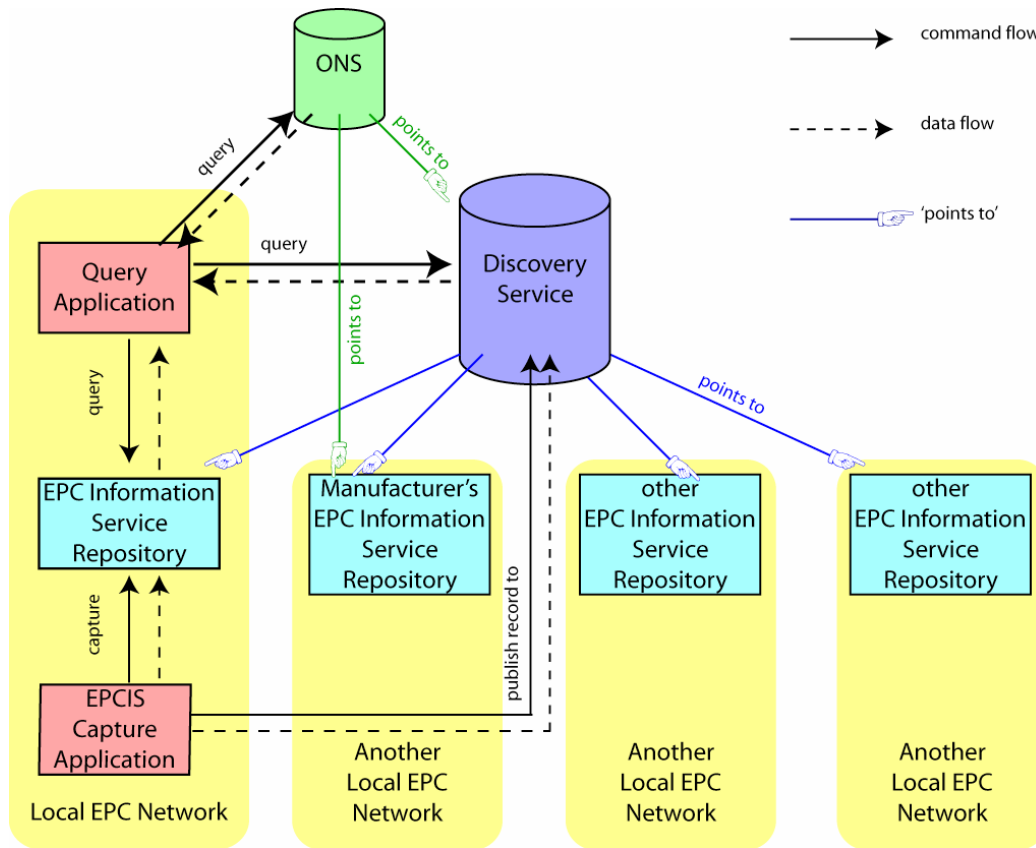 ONS
command flow
data flow
'points to'
query
points to
Query
Application
query
Discovery
Service
points to
query
points to
EPC Information
Service
Repository
Manufacturer's
EPC Information
Service
Repository
other
EPC Information
Service
Repository
other
EPC Information
Service
Repository
capture
publish record to
EPCIS
Capture
Application
Local EPC Network
Another
Local EPC
Network
Another
Local EPC
Network
Another
Local EPC
Network